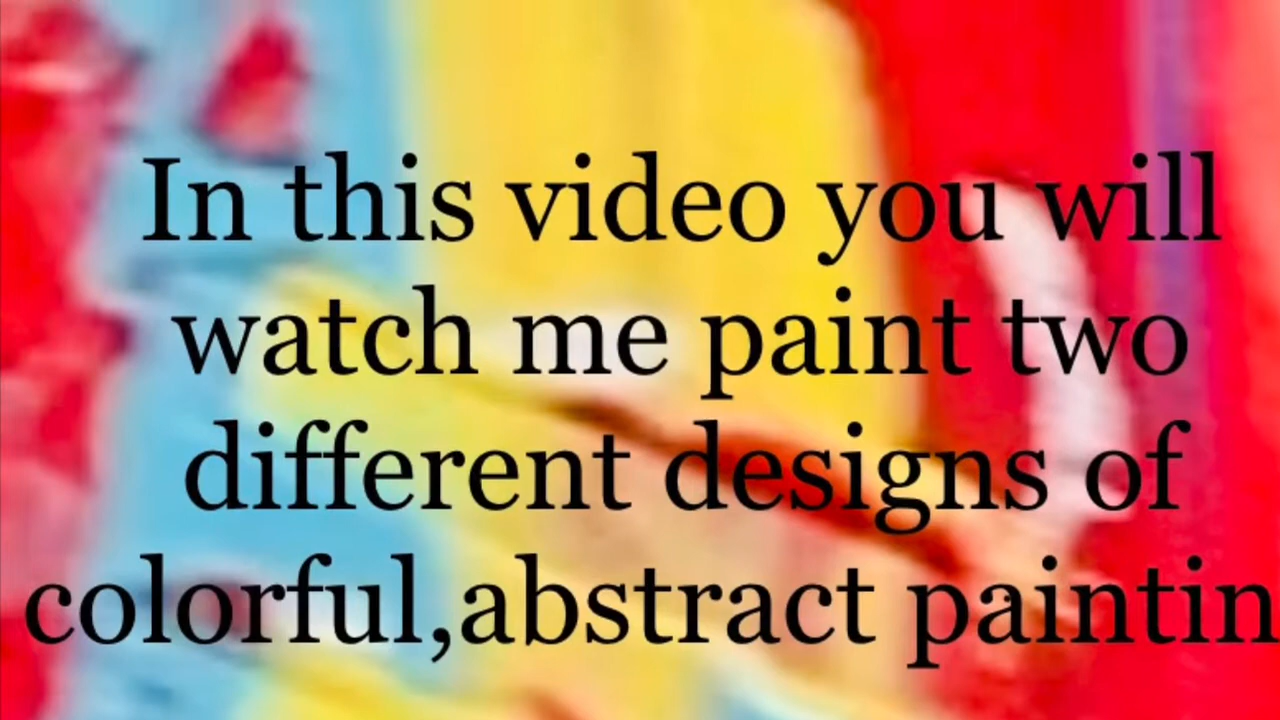 In this video you will
watch me paint two
different designs of
colorful,abstract paintin